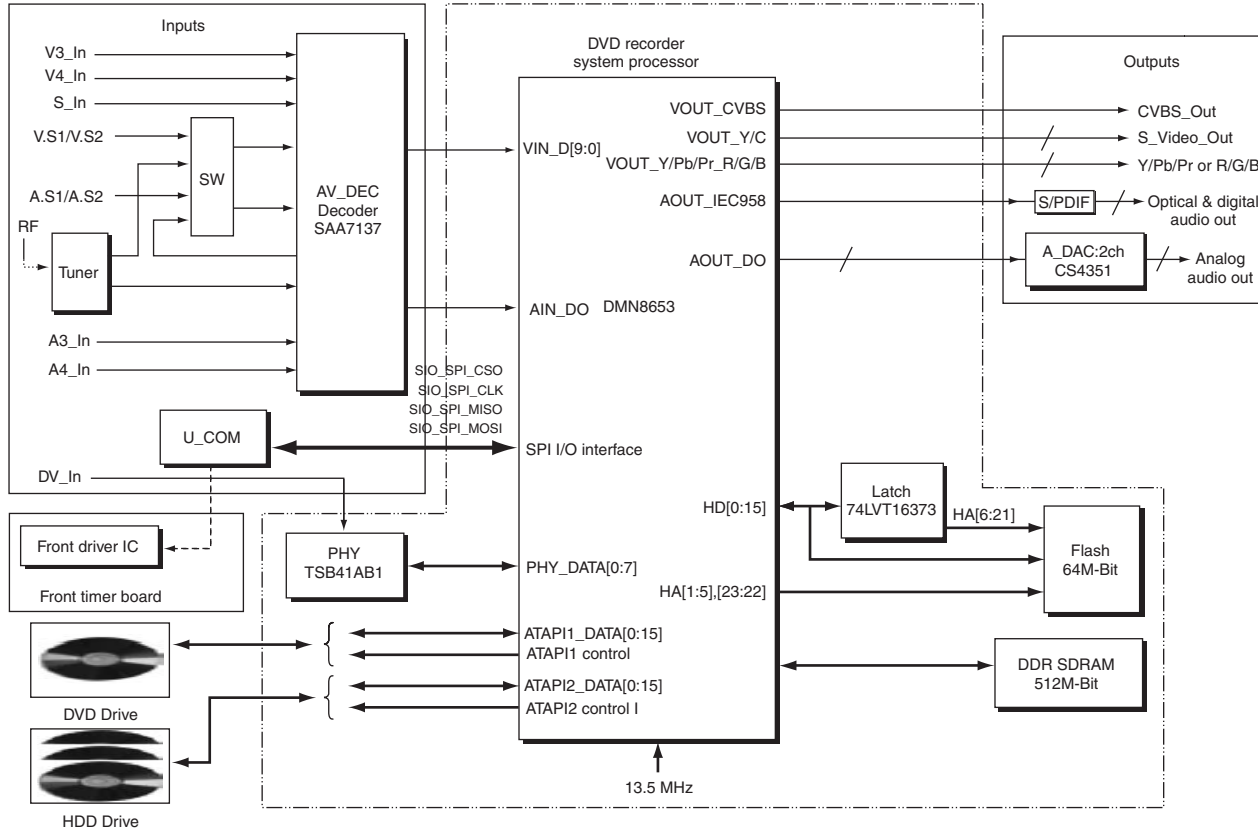 Inputs
V3_In
V4_In
S_In
V.S1/V.S2
A.S1/A.S2
RF
Tuner
SW
AV_DEC
Decoder
SAA7137
A3_In
A4_In
U_COM
DV_In
Front driver IC
Front timer board
DVD Drive
HDD Drive
PHY
TSB41AB1
SIO_SPI_CSO
SIO_SPI_CLK
SIO_SPI_MISO
SIO_SPI_MOSI
DVD recorder
system processor
VIN_D[9:0]
AIN_DO
DMN8653
SPI I/O interface
PHY_DATA[0:7]
ATAPI1_DATA[0:15]
ATAPI1 control
ATAPI2_DATA[0:15]
ATAPI2 control I
VOUT_CVBS
VOUT_Y/C
VOUT_Y/Pb/Pr_R/G/B
AOUT_IEC958
AOUT_DO
HD[0:15]
HA[1:5],[23:22]
13.5 MHz
Outputs
CVBS_Out
S_Video_Out
Y/Pb/Pr or R/G/B
S/PDIF
Optical & digital
audio out
A_DAC:2ch
CS4351
Analog
audio out
Latch
74LVT16373
HA[6:21]
Flash
64M-Bit
DDR SDRAM
512M-Bit